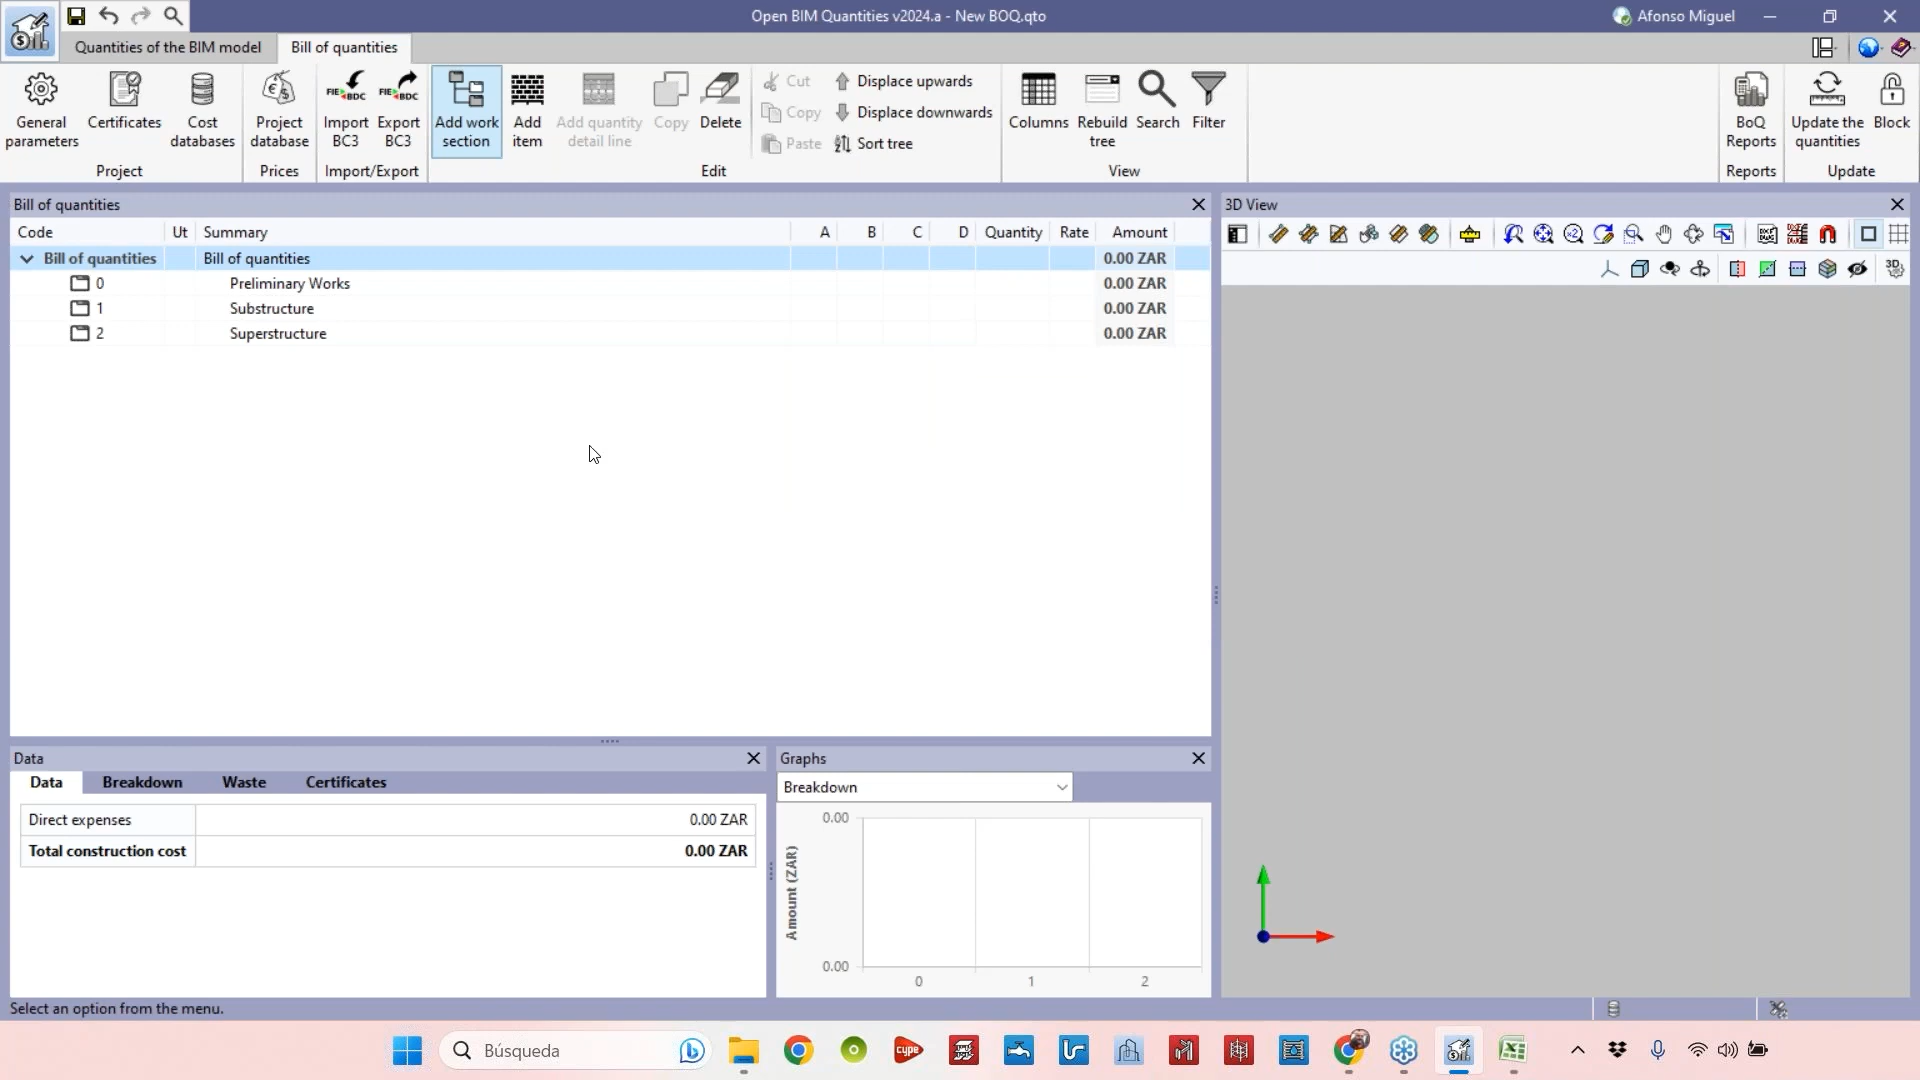 Open BIM Quantities v2024.a - New BOQ.qto
Afonso Miguel
Quantities of the BIM model
Bill of quantities
General parameters
Certificates
Cost databases
Project
Project database
Prices
FIE BDC
Import BC3
FIE BDC
Export BC3
Import/Export
Add work section
Add item
Add quantity detail line
Copy
Delete
Cut
Copy
Paste
Displace upwards
Displace downwards
Sort tree
Edit
Columns
Rebuild tree
Search
Filter
View
BoQ Reports
Reports
Update the quantities
Block
Update
Bill of quantities
3D View
Code Ut Summary A B C D Quantity Rate Amount
Bill of quantities Bill of quantities 0.00 ZAR
0 Preliminary Works 0.00 ZAR
1 Substructure 0.00 ZAR
2 Superstructure 0.00 ZAR
Data
Data Breakdown Waste Certificates
Direct expenses 0.00 ZAR
Total construction cost 0.00 ZAR
Graphs
Breakdown
Amount (ZAR)
0.00
0.00
0 1 2
Select an option from the menu.
Búsqueda
cype